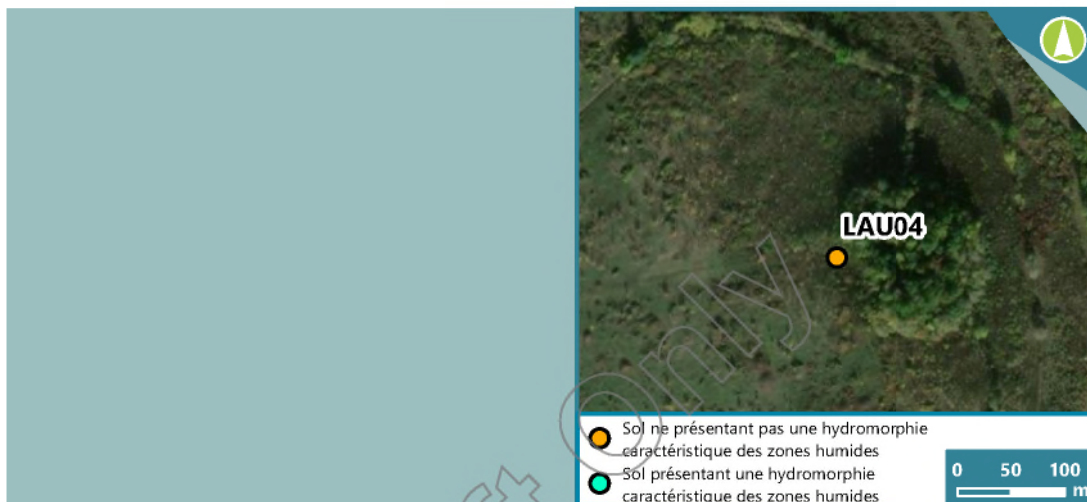 LAU04
Sol ne présentant pas une hydromorphie
caractéristique des zones humides
Sol présentant une hydromorphie
caractéristique des zones humides
0 50 100
m
Only